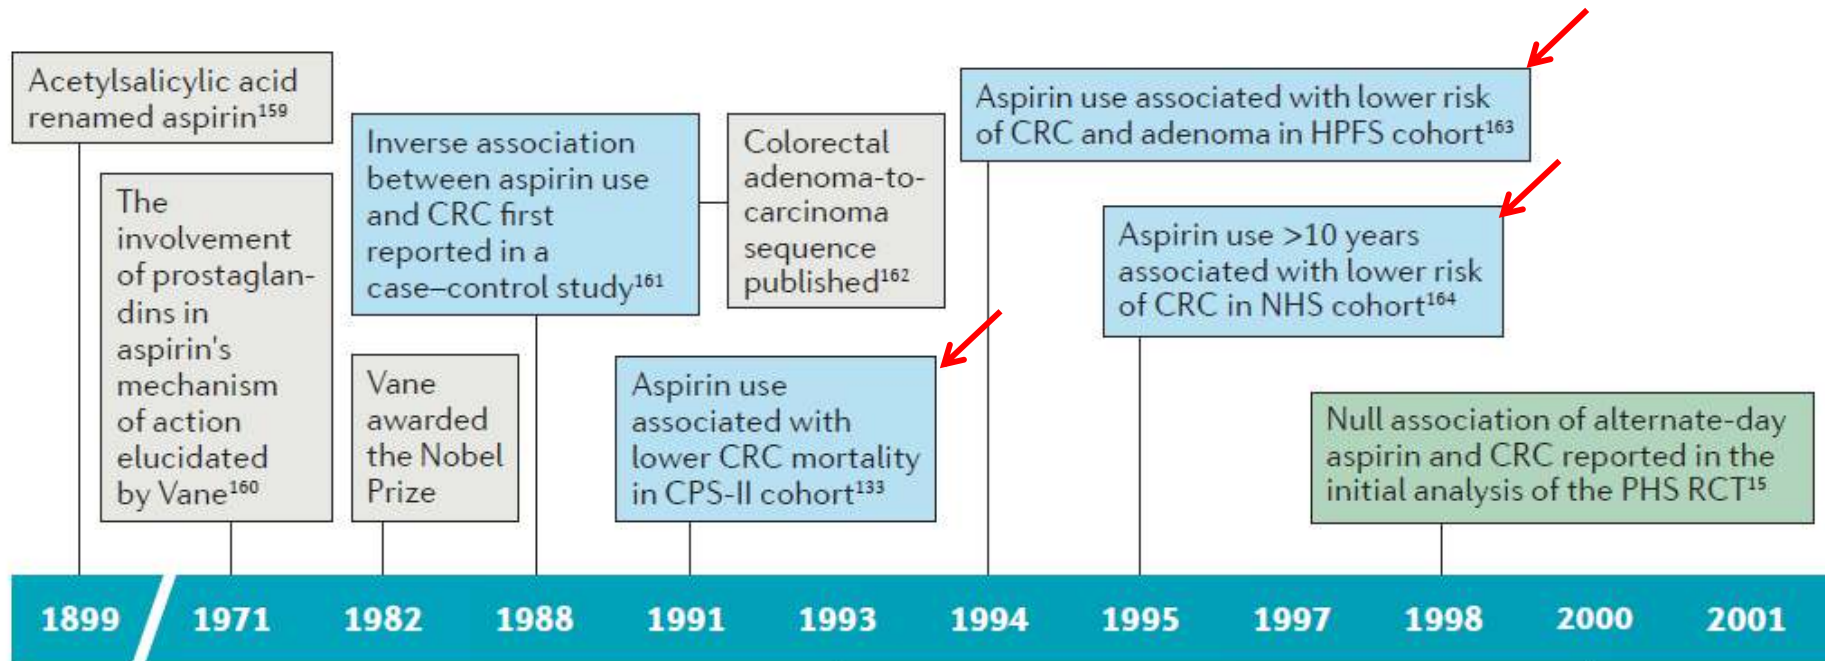 Acetylsalicylic acid
renamed aspirin¹⁵⁹
The
involvement
of prostaglan-
dins in
aspirin's
mechanism
of action
elucidated
by Vane¹⁶⁰
Inverse association
between aspirin use
and CRC first
reported in a
case–control study¹⁶¹
Vane
awarded
the Nobel
Prize
Colorectal
adenoma-to-
carcinoma
sequence
published¹⁶²
Aspirin use
associated with
lower CRC mortality
in CPS-II cohort¹³³
Aspirin use associated with lower risk
of CRC and adenoma in HPFS cohort¹⁶³
Aspirin use >10 years
associated with lower risk
of CRC in NHS cohort¹⁶⁴
Null association of alternate-day
aspirin and CRC reported in the
initial analysis of the PHS RCT¹⁵
1899 1971 1982 1988 1991 1993 1994 1995 1997 1998 2000 2001